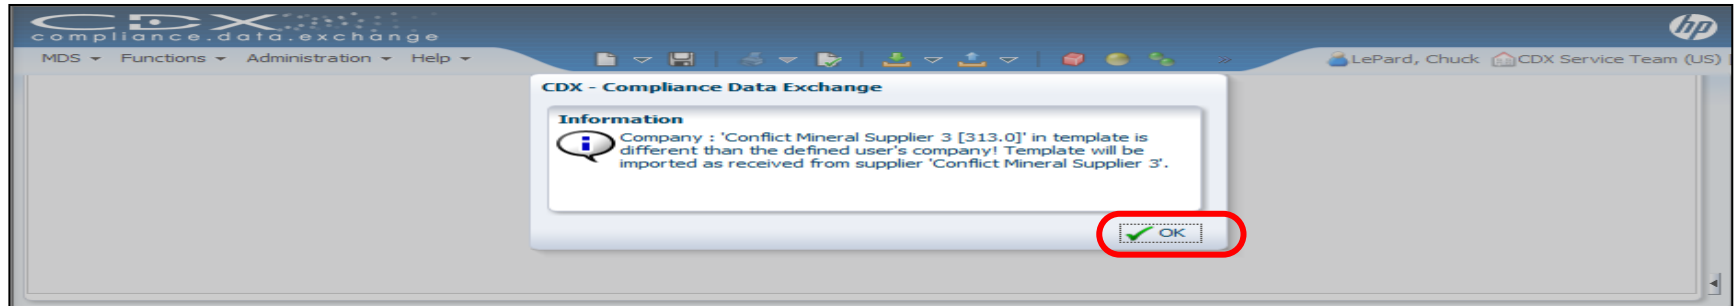 CDX
compliance.data.exchange
hp
MDS Functions Administration Help
LePard, Chuck CDX Service Team (US)
CDX - Compliance Data Exchange
Information
Company : 'Conflict Mineral Supplier 3 [313.0]' in template is
different than the defined user's company! Template will be
imported as received from supplier 'Conflict Mineral Supplier 3'.
OK